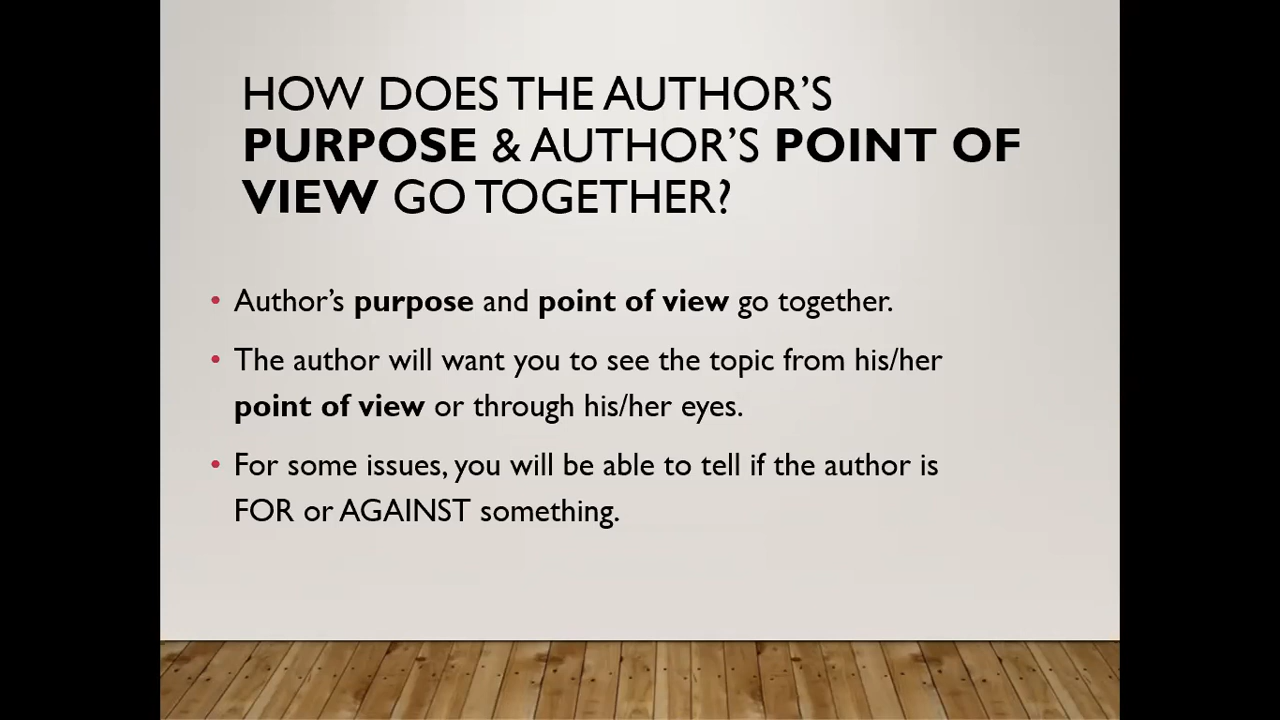 HOW DOES THE AUTHOR’S
PURPOSE & AUTHOR’S POINT OF
VIEW GO TOGETHER?
• Author’s purpose and point of view go together.
• The author will want you to see the topic from his/her
point of view or through his/her eyes.
• For some issues, you will be able to tell if the author is
FOR or AGAINST something.